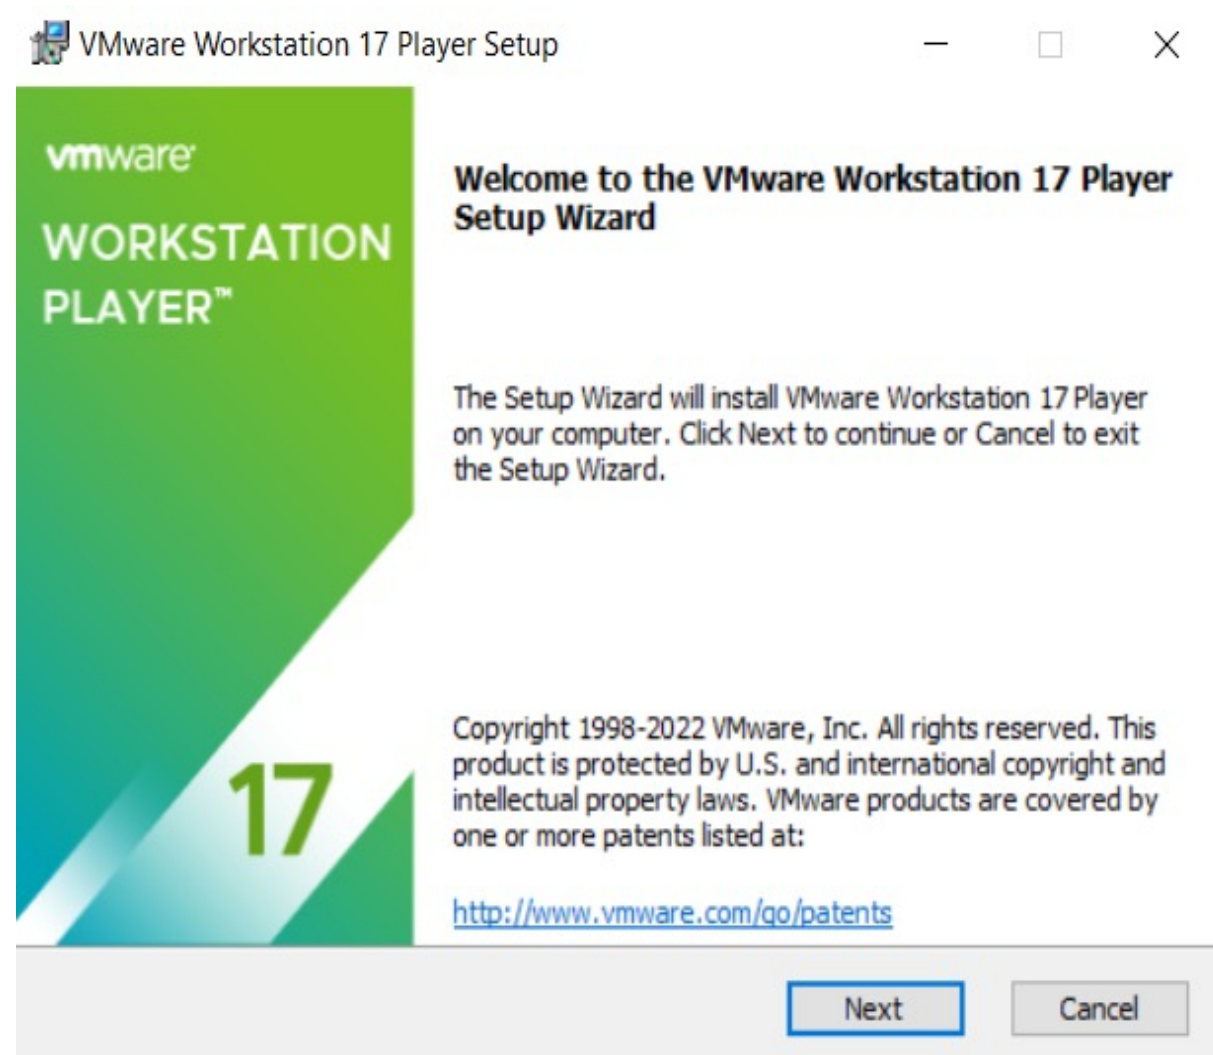 VMware Workstation 17 Player Setup
vmware
WORKSTATION
PLAYER™
Welcome to the VMware Workstation 17 Player
Setup Wizard
The Setup Wizard will install VMware Workstation 17 Player
on your computer. Click Next to continue or Cancel to exit
the Setup Wizard.
17
Copyright 1998-2022 VMware, Inc. All rights reserved. This
product is protected by U.S. and international copyright and
intellectual property laws. VMware products are covered by
one or more patents listed at:
http://www.vmware.com/go/patents
Next
Cancel